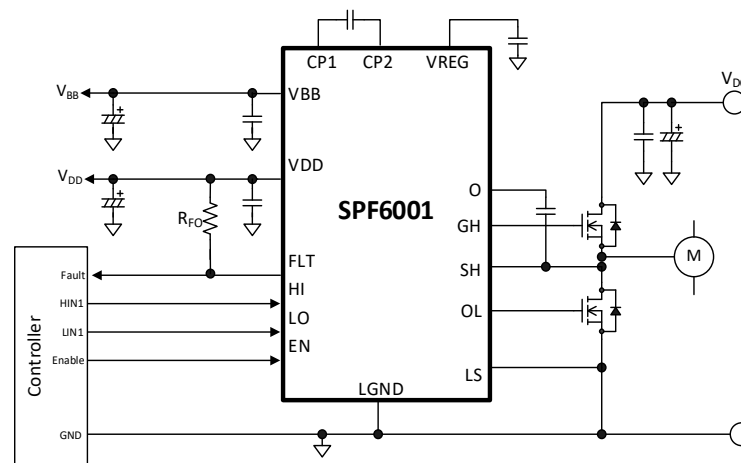 CP1 CP2 VREG
VBB
VBB
VDD
VDD
RFO
SPF6001
O
GH
SH
OL
LS
FLT
HI
LO
EN
LGND
Controller
Fault
HIN1
LIN1
Enable
GND
M